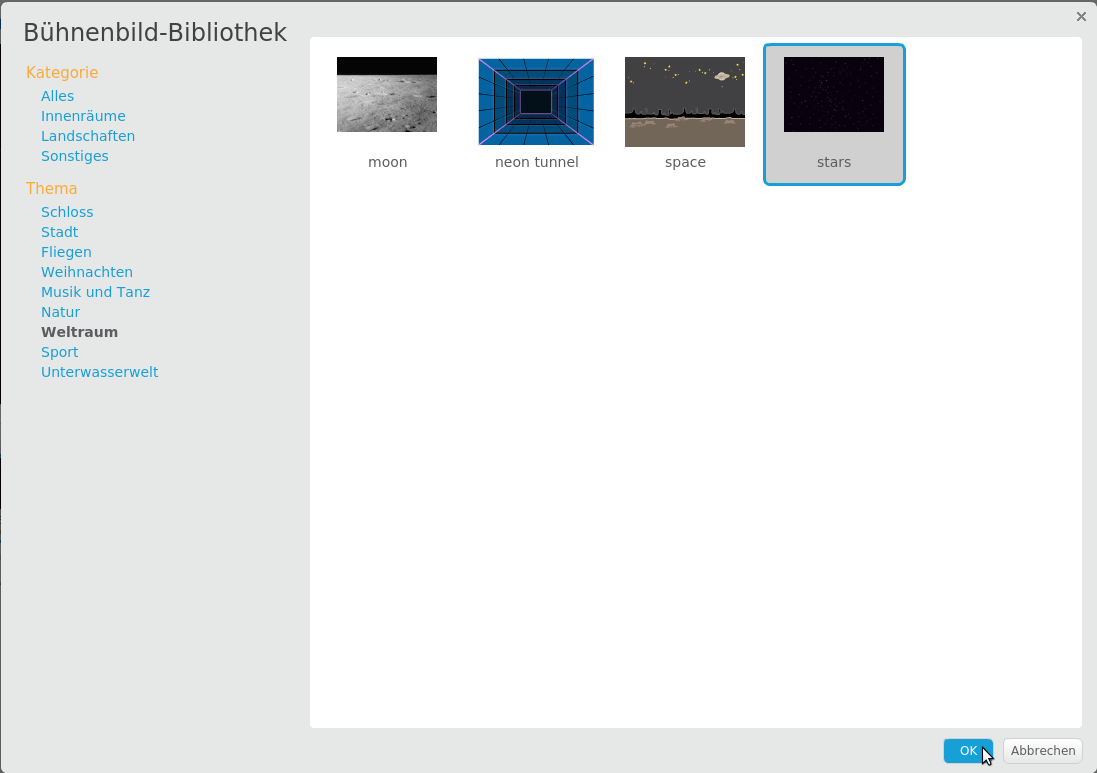 Bühnenbild-Bibliothek
Kategorie
Alles
Innenräume
Landschaften
Sonstiges
Thema
Schloss
Stadt
Fliegen
Weihnachten
Musik und Tanz
Natur
Weltraum
Sport
Unterwasserwelt
moon
neon tunnel
space
stars
OK
Abbrechen